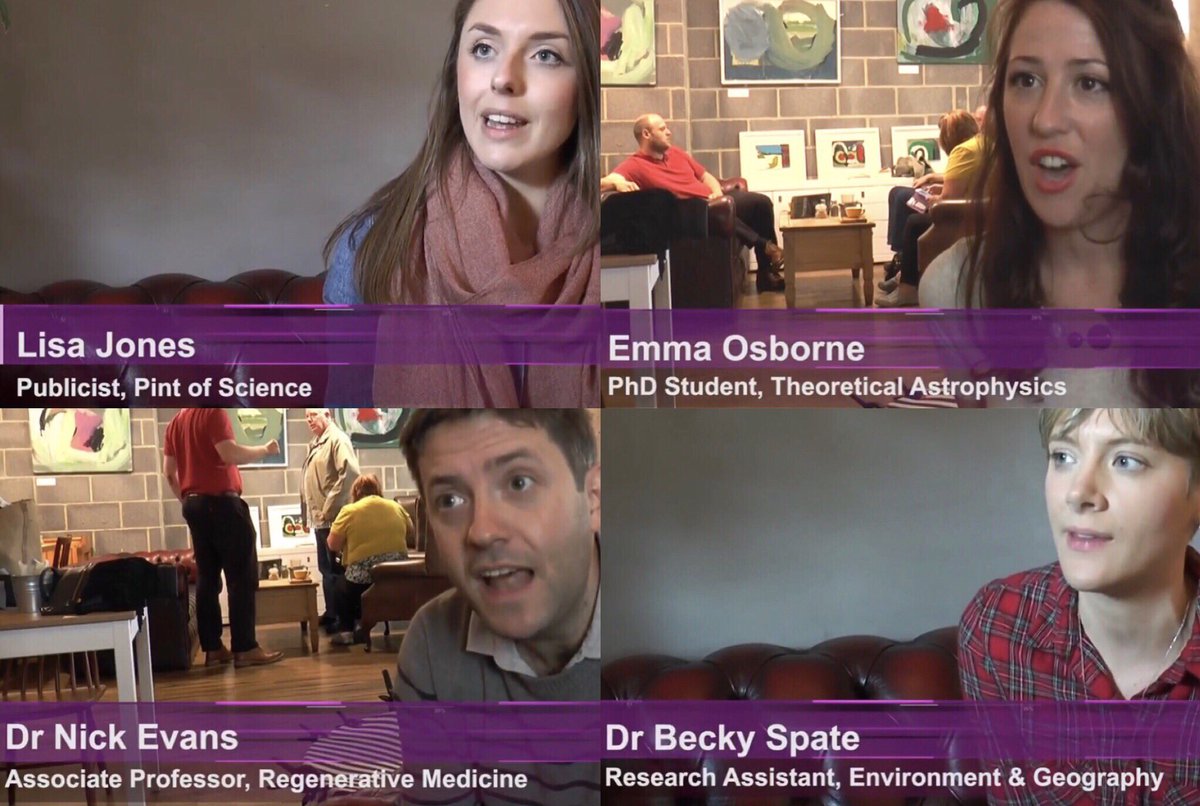 Lisa Jones
Publicist, Pint of Science
Emma Osborne
PhD Student, Theoretical Astrophysics
Dr Nick Evans
Associate Professor, Regenerative Medicine
Dr Becky Spate
Research Assistant, Environment & Geography